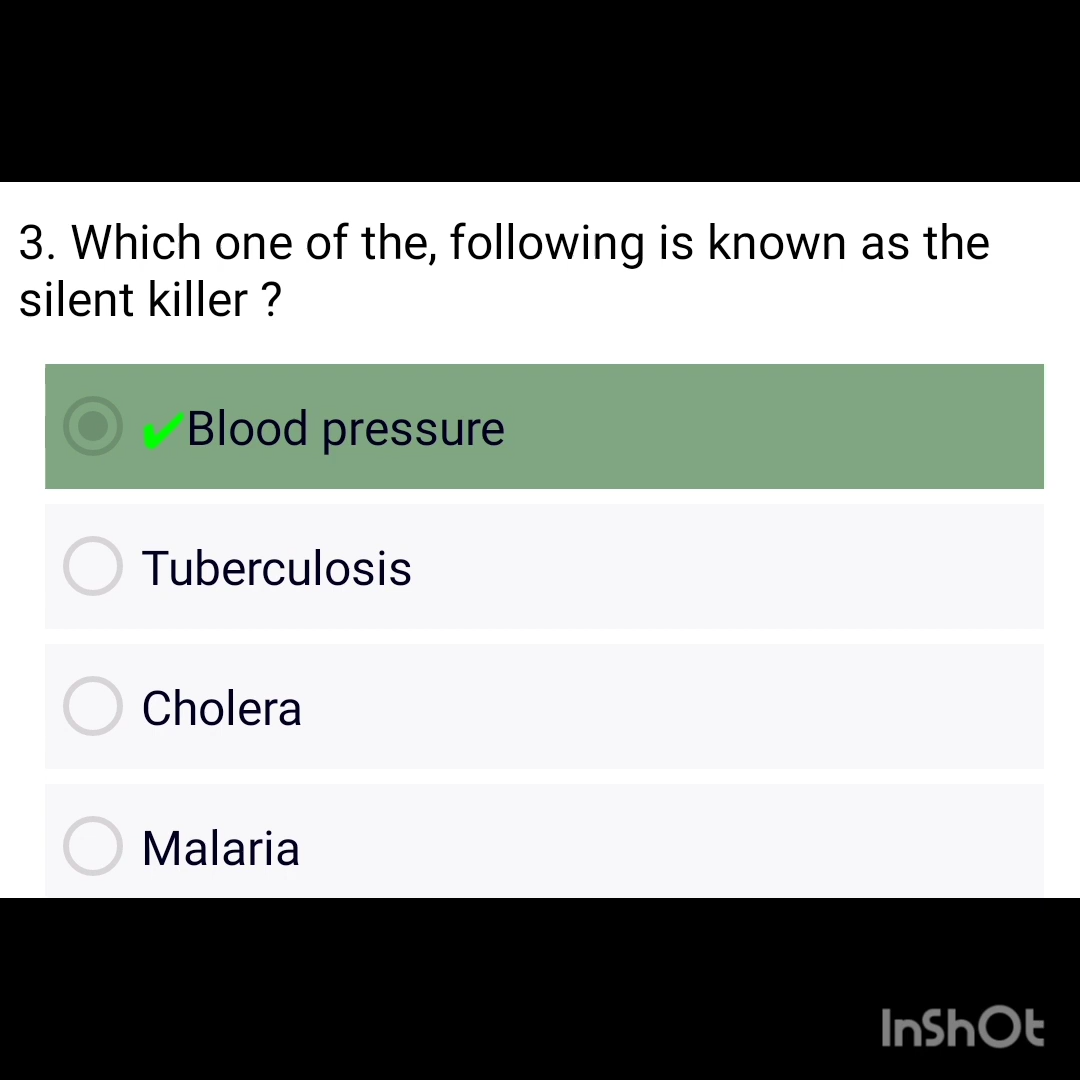 3. Which one of the, following is known as the
silent killer ?
✔Blood pressure
Tuberculosis
Cholera
Malaria
InShOt